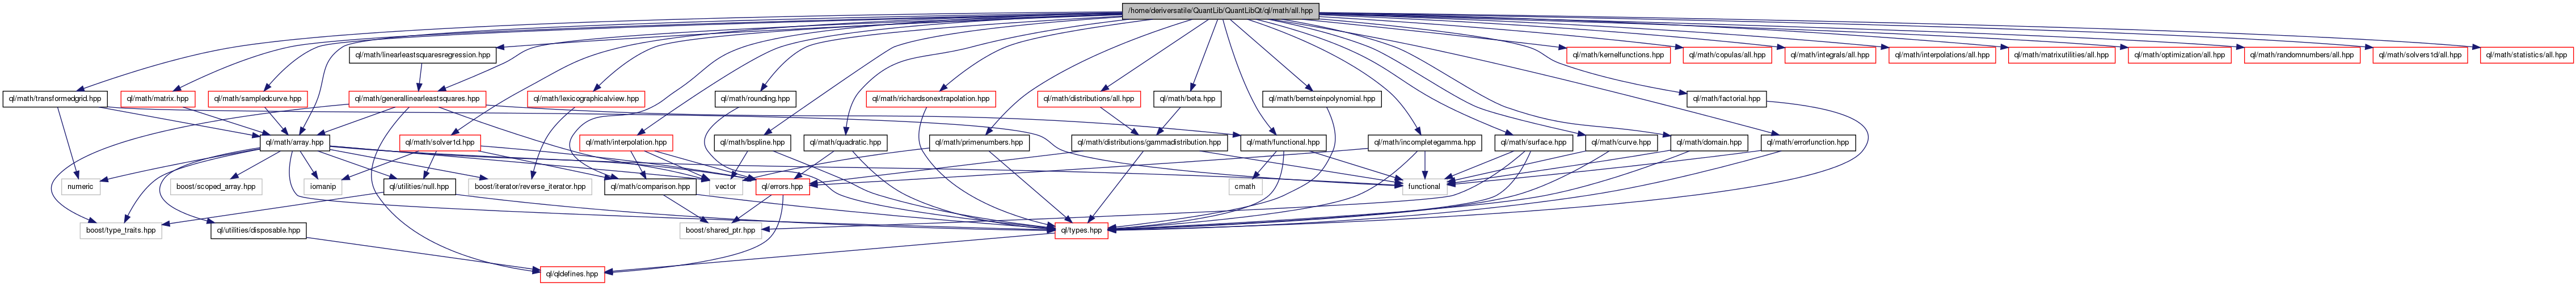 /home/deriversatile/QuantLib/QuantLibQt/ql/math/all.hpp
ql/math/linearleastsquaresregression.hpp
ql/math/kernelfunctions.hpp
ql/math/copulas/all.hpp
ql/math/integrals/all.hpp
ql/math/interpolations/all.hpp
ql/math/matrixutilities/all.hpp
ql/math/optimization/all.hpp
ql/math/randomnumbers/all.hpp
ql/math/solvers1d/all.hpp
ql/math/statistics/all.hpp
ql/math/transformedgrid.hpp
ql/math/matrix.hpp
ql/math/sampledcurve.hpp
ql/math/generallinearleastsquares.hpp
ql/math/lexicographicalview.hpp
ql/math/rounding.hpp
ql/math/richardsonextrapolation.hpp
ql/math/distributions/all.hpp
ql/math/beta.hpp
ql/math/bernsteinpolynomial.hpp
ql/math/factorial.hpp
ql/math/array.hpp
ql/math/solver1d.hpp
ql/math/interpolation.hpp
ql/math/bspline.hpp
ql/math/quadratic.hpp
ql/math/primenumbers.hpp
ql/math/distributions/gammadistribution.hpp
ql/math/functional.hpp
ql/math/incompletegamma.hpp
ql/math/surface.hpp
ql/math/curve.hpp
ql/math/domain.hpp
ql/math/errorfunction.hpp
numeric
boost/scoped_array.hpp
iomanip
ql/utilities/null.hpp
boost/iterator/reverse_iterator.hpp
ql/math/comparison.hpp
vector
ql/errors.hpp
cmath
functional
boost/type_traits.hpp
ql/utilities/disposable.hpp
boost/shared_ptr.hpp
ql/types.hpp
ql/qldefines.hpp